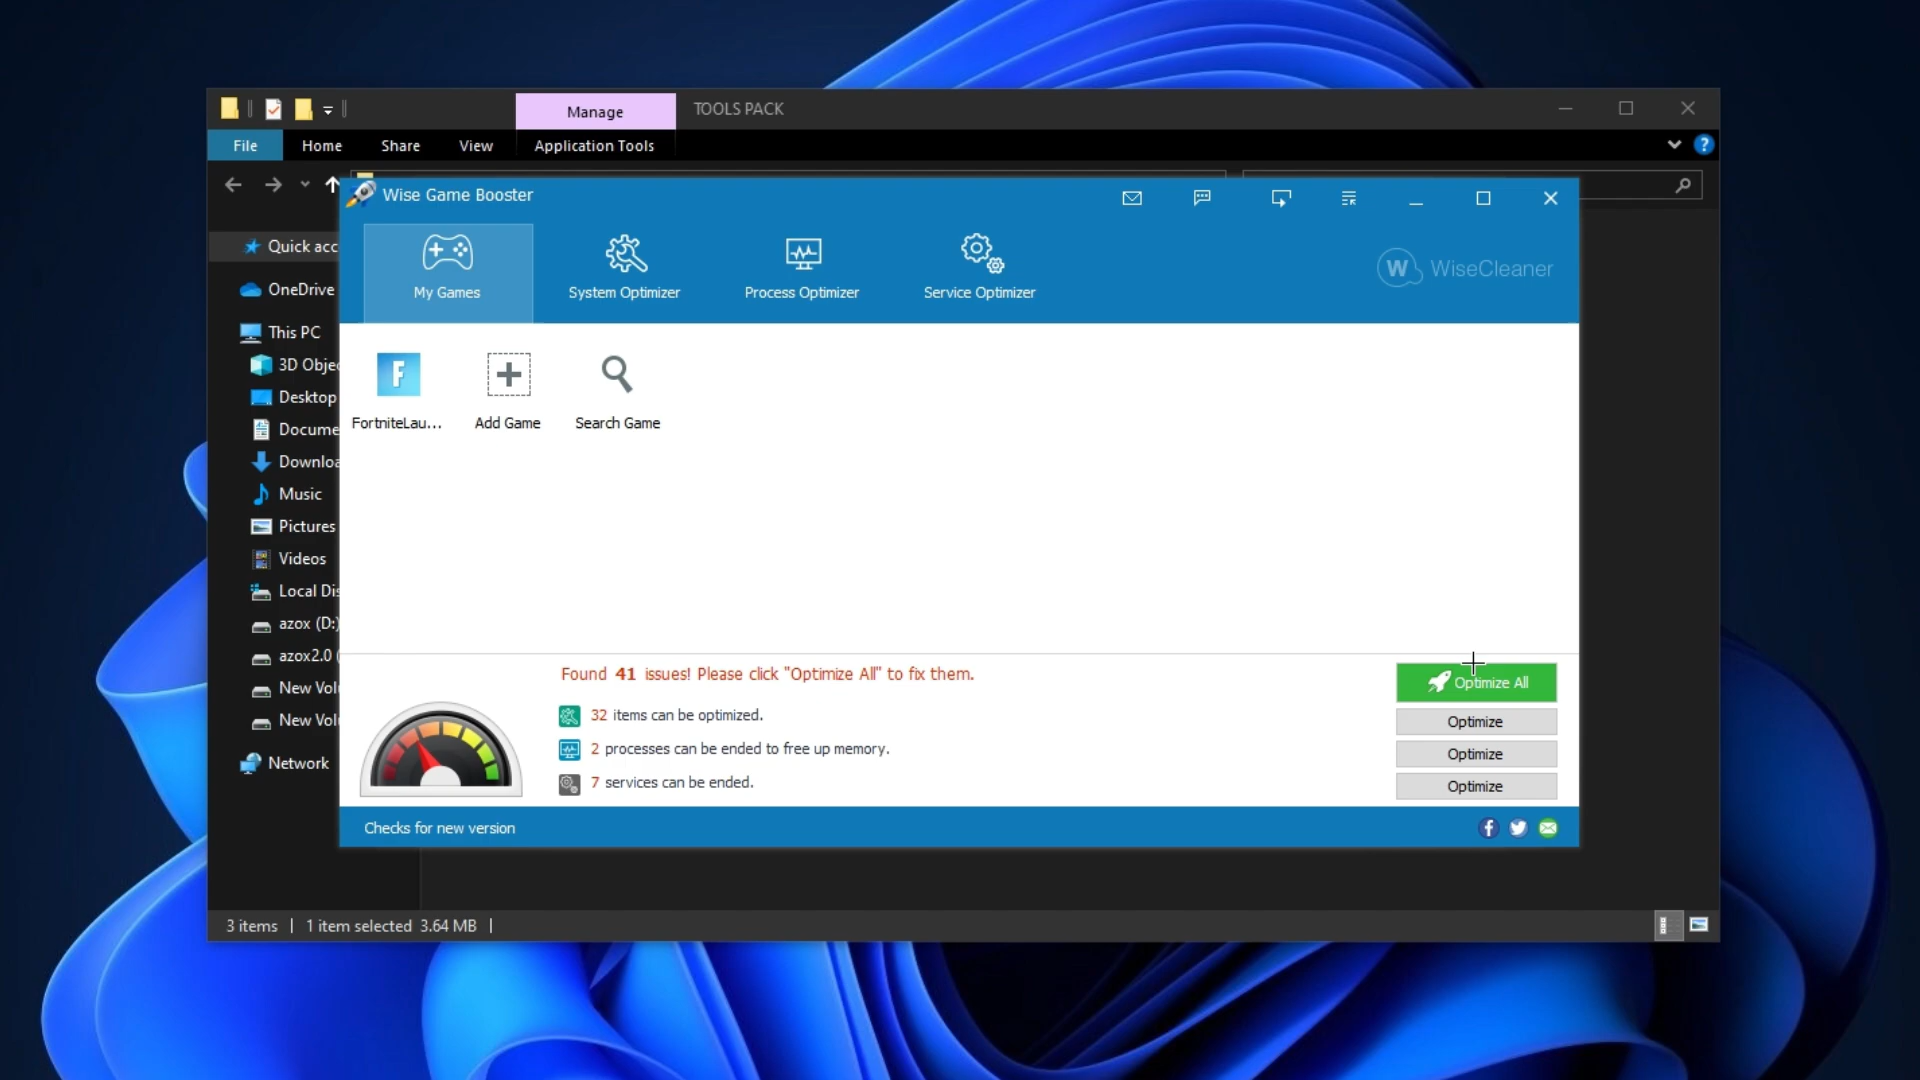 Manage
TOOLS PACK
File
Home
Share
View
Application Tools
Wise Game Booster
My Games
System Optimizer
Process Optimizer
Service Optimizer
W WiseCleaner
Quick acc
OneDrive
This PC
3D Obje
Desktop
Docume
Downloa
Music
Pictures
Videos
Local Dis
azox (D:)
azox2.0 (
New Vol
New Vol
Network
F
FortniteLau...
Add Game
Search Game
Found 41 issues! Please click "Optimize All" to fix them.
Optimize All
32 items can be optimized.
Optimize
2 processes can be ended to free up memory.
Optimize
7 services can be ended.
Optimize
Checks for new version
3 items | 1 item selected 3.64 MB |